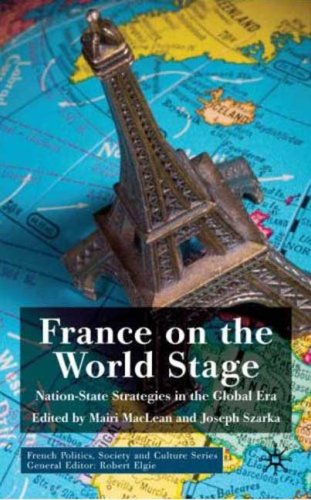 France on the
World Stage
Nation-State Strategies in the Global Era
Edited by Mairi MacLean and Joseph Szarka
French Politics, Society and Culture Series
General Editor: Robert Elgie